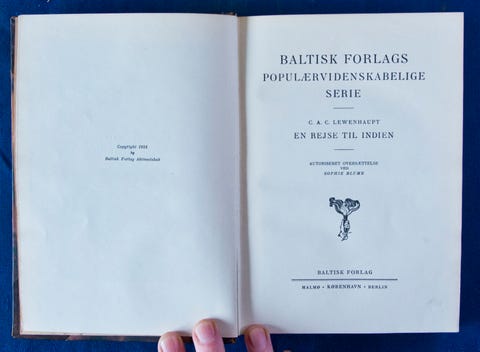 Copyright 1924
by
Baltisk Forlag Aktieselskab
BALTISK FORLAGS
POPULÆRVIDENSKABELIGE
SERIE
C. A. C. LEWENHAUPT
EN REJSE TIL INDIEN
AUTORISERET OVERSÆTTELSE
VED
SOPHIE BLUME
BALTISK FORLAG
MALMØ • KØBENHAVN • BERLIN